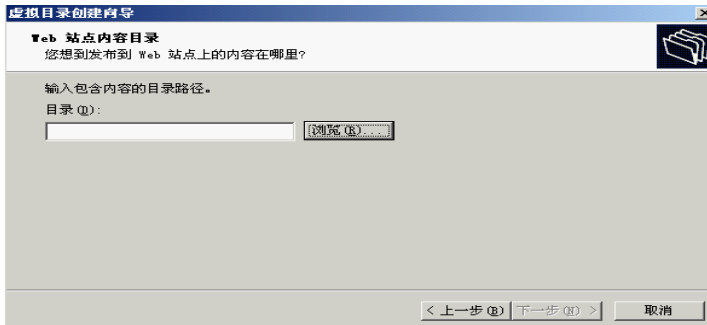 虚拟目录创建向导
Web 站点内容目录
您想到发布到 Web 站点上的内容在哪里?
输入包含内容的目录路径。
目录(D):
浏览(R)...
< 上一步(B) 下一步(N) > 取消